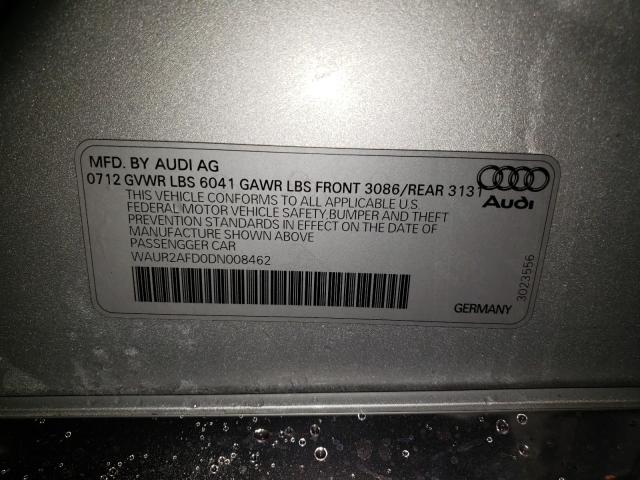 MFD. BY AUDI AG
0712 GVWR LBS 6041 GAWR LBS FRONT 3086/REAR 3131
THIS VEHICLE CONFORMS TO ALL APPLICABLE U.S.
FEDERAL MOTOR VEHICLE SAFETY,BUMPER AND THEFT
PREVENTION STANDARDS IN EFFECT ON THE DATE OF
MANUFACTURE SHOWN ABOVE
PASSENGGER CAR
WAUR2AFD0DN008462
Audi
GERMANY
3023556